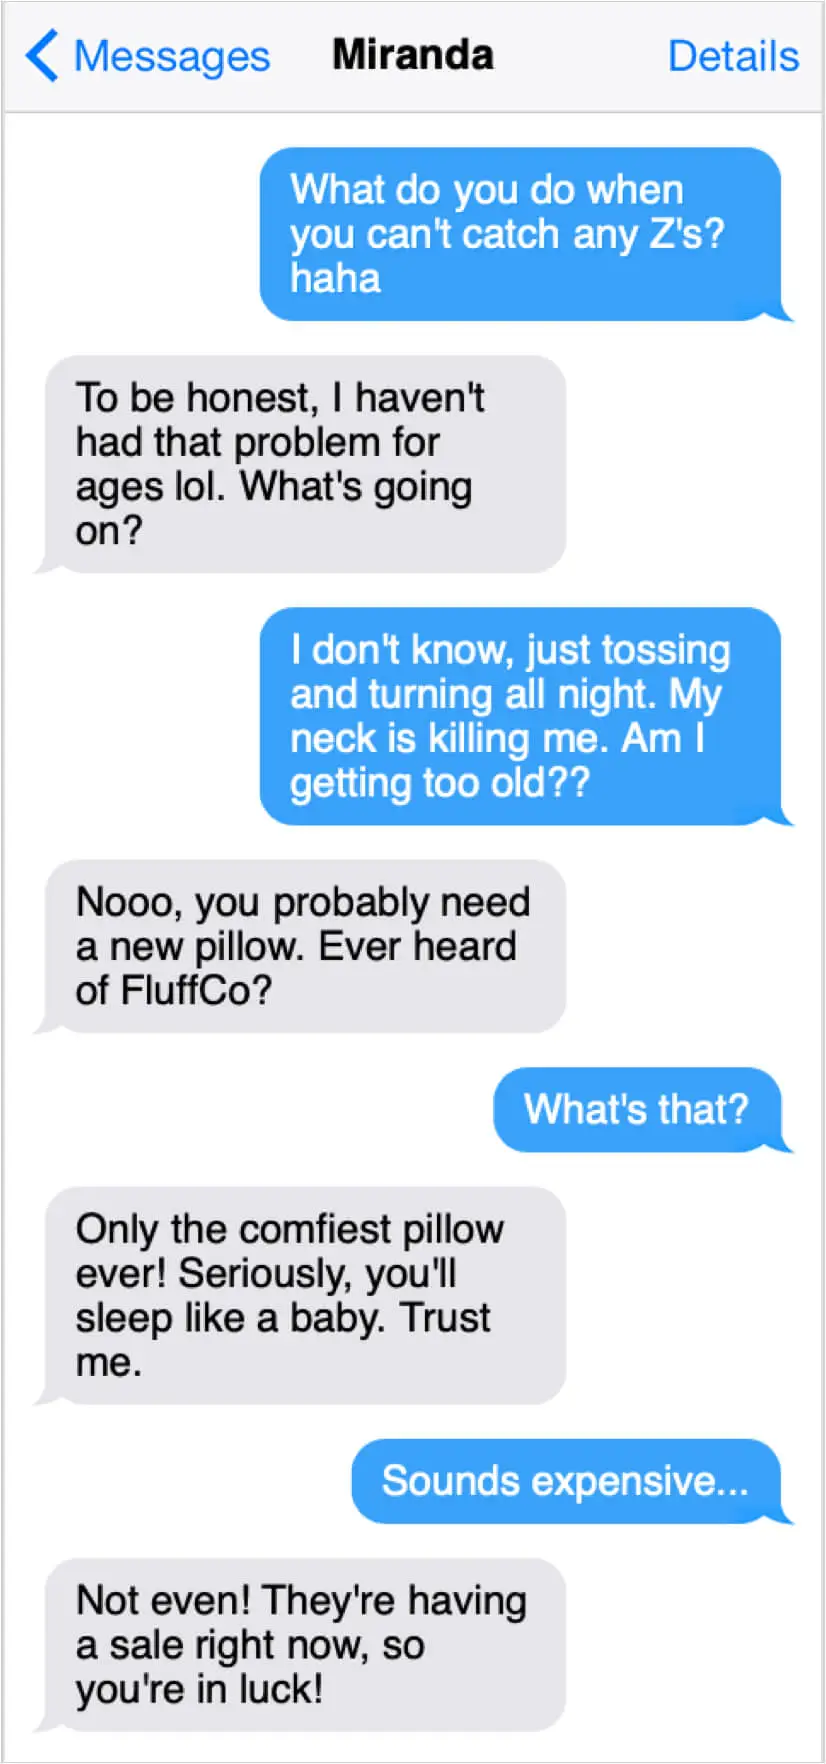 Messages Miranda Details
What do you do when
you can't catch any Z's?
haha
To be honest, I haven't
had that problem for
ages lol. What's going
on?
I don't know, just tossing
and turning all night. My
neck is killing me. Am I
getting too old??
Nooo, you probably need
a new pillow. Ever heard
of FluffCo?
What's that?
Only the comfiest pillow
ever! Seriously, you'll
sleep like a baby. Trust
me.
Sounds expensive...
Not even! They're having
a sale right now, so
you're in luck!